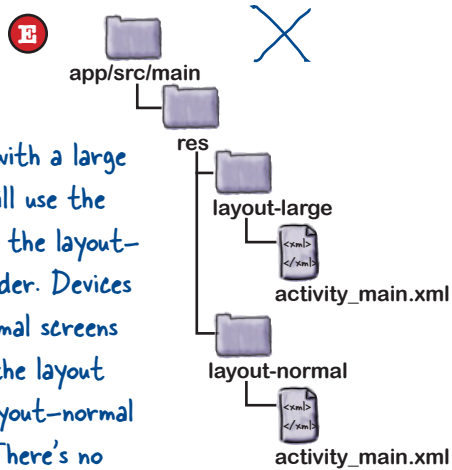 E
app/src/main
res
with a large
ll use the
the layout–
layout-large
der. Devices
<xml>
</xml>
activity_main.xml
mal screens
the layout
layout-normal
yout–normal
<xml>
</xml>
There's no
activity_main.xml